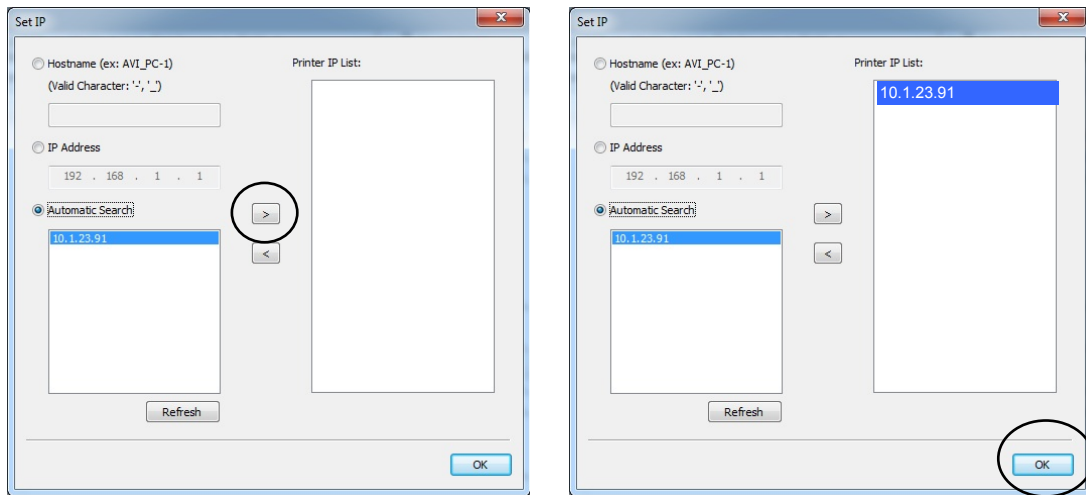 Set IP
x
Hostname (ex: AVI_PC-1)
(Valid Character: '-', '_')
IP Address
192 . 168 . 1 . 1
Automatic Search
10.1.23.91
Refresh
>
<
Printer IP List:
OK
Set IP
x
Hostname (ex: AVI_PC-1)
(Valid Character: '-', '_')
IP Address
192 . 168 . 1 . 1
Automatic Search
10.1.23.91
Refresh
>
<
Printer IP List:
10.1.23.91
OK